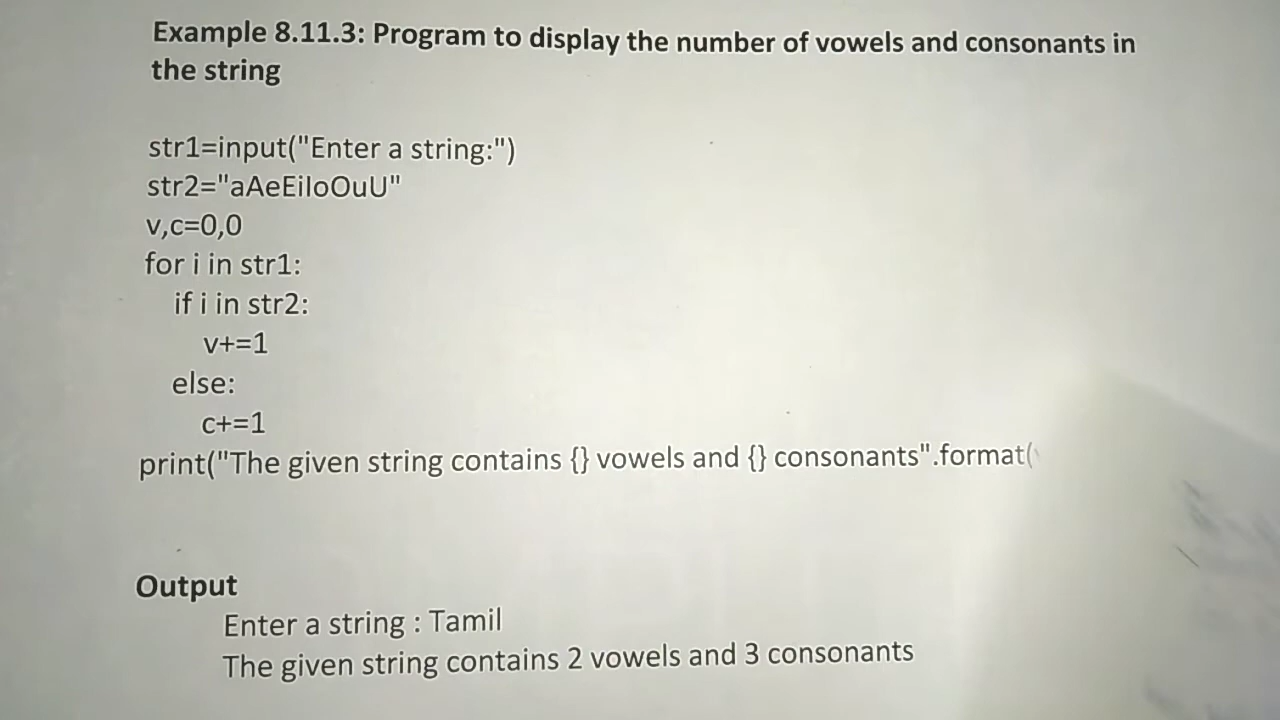 Example 8.11.3: Program to display the number of vowels and consonants in
the string
str1=input("Enter a string:")
str2="aAeEiIoOuU"
v,c=0,0
for i in str1:
if i in str2:
v+=1
else:
c+=1
print("The given string contains {} vowels and {} consonants".format(
Output
Enter a string : Tamil
The given string contains 2 vowels and 3 consonants